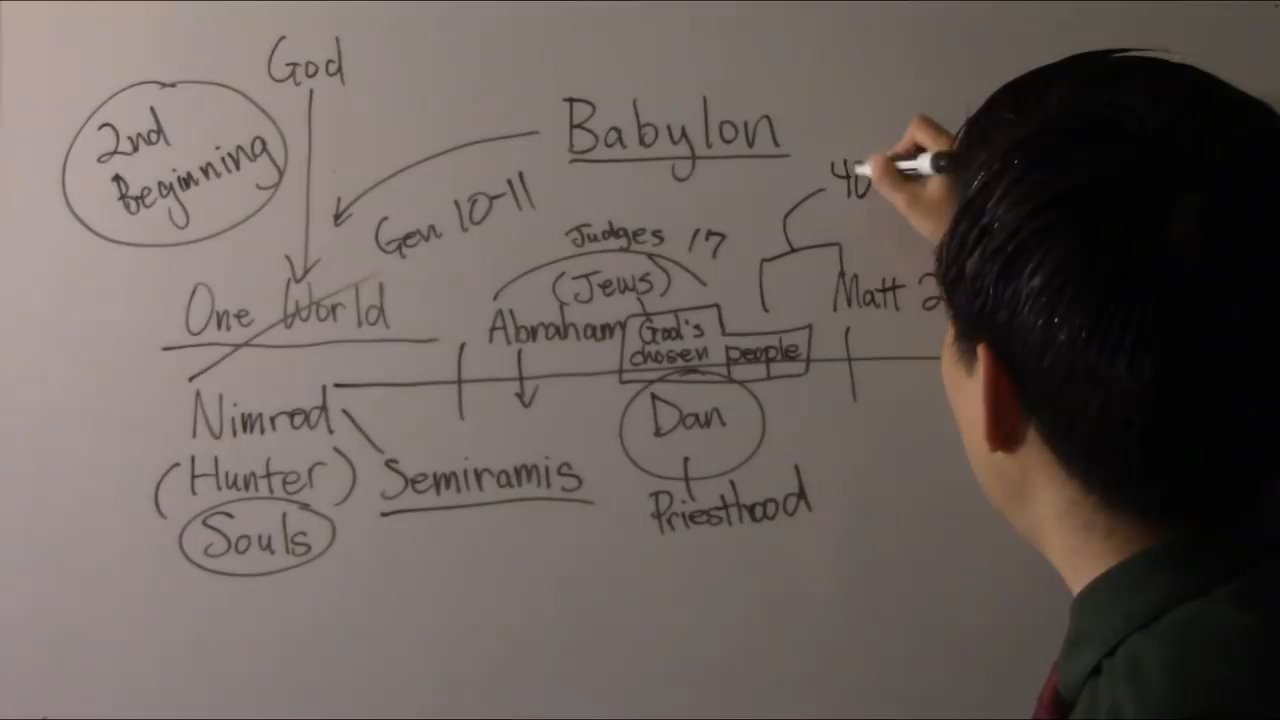 God
2nd
Beginning
Babylon
Gen 10-11
40
Judges 17
(Jews)
Matt 2
One World
Abraham
God's
chosen people
Nimrod
Dan
(Hunter)
Semiramis
Priesthood
Souls